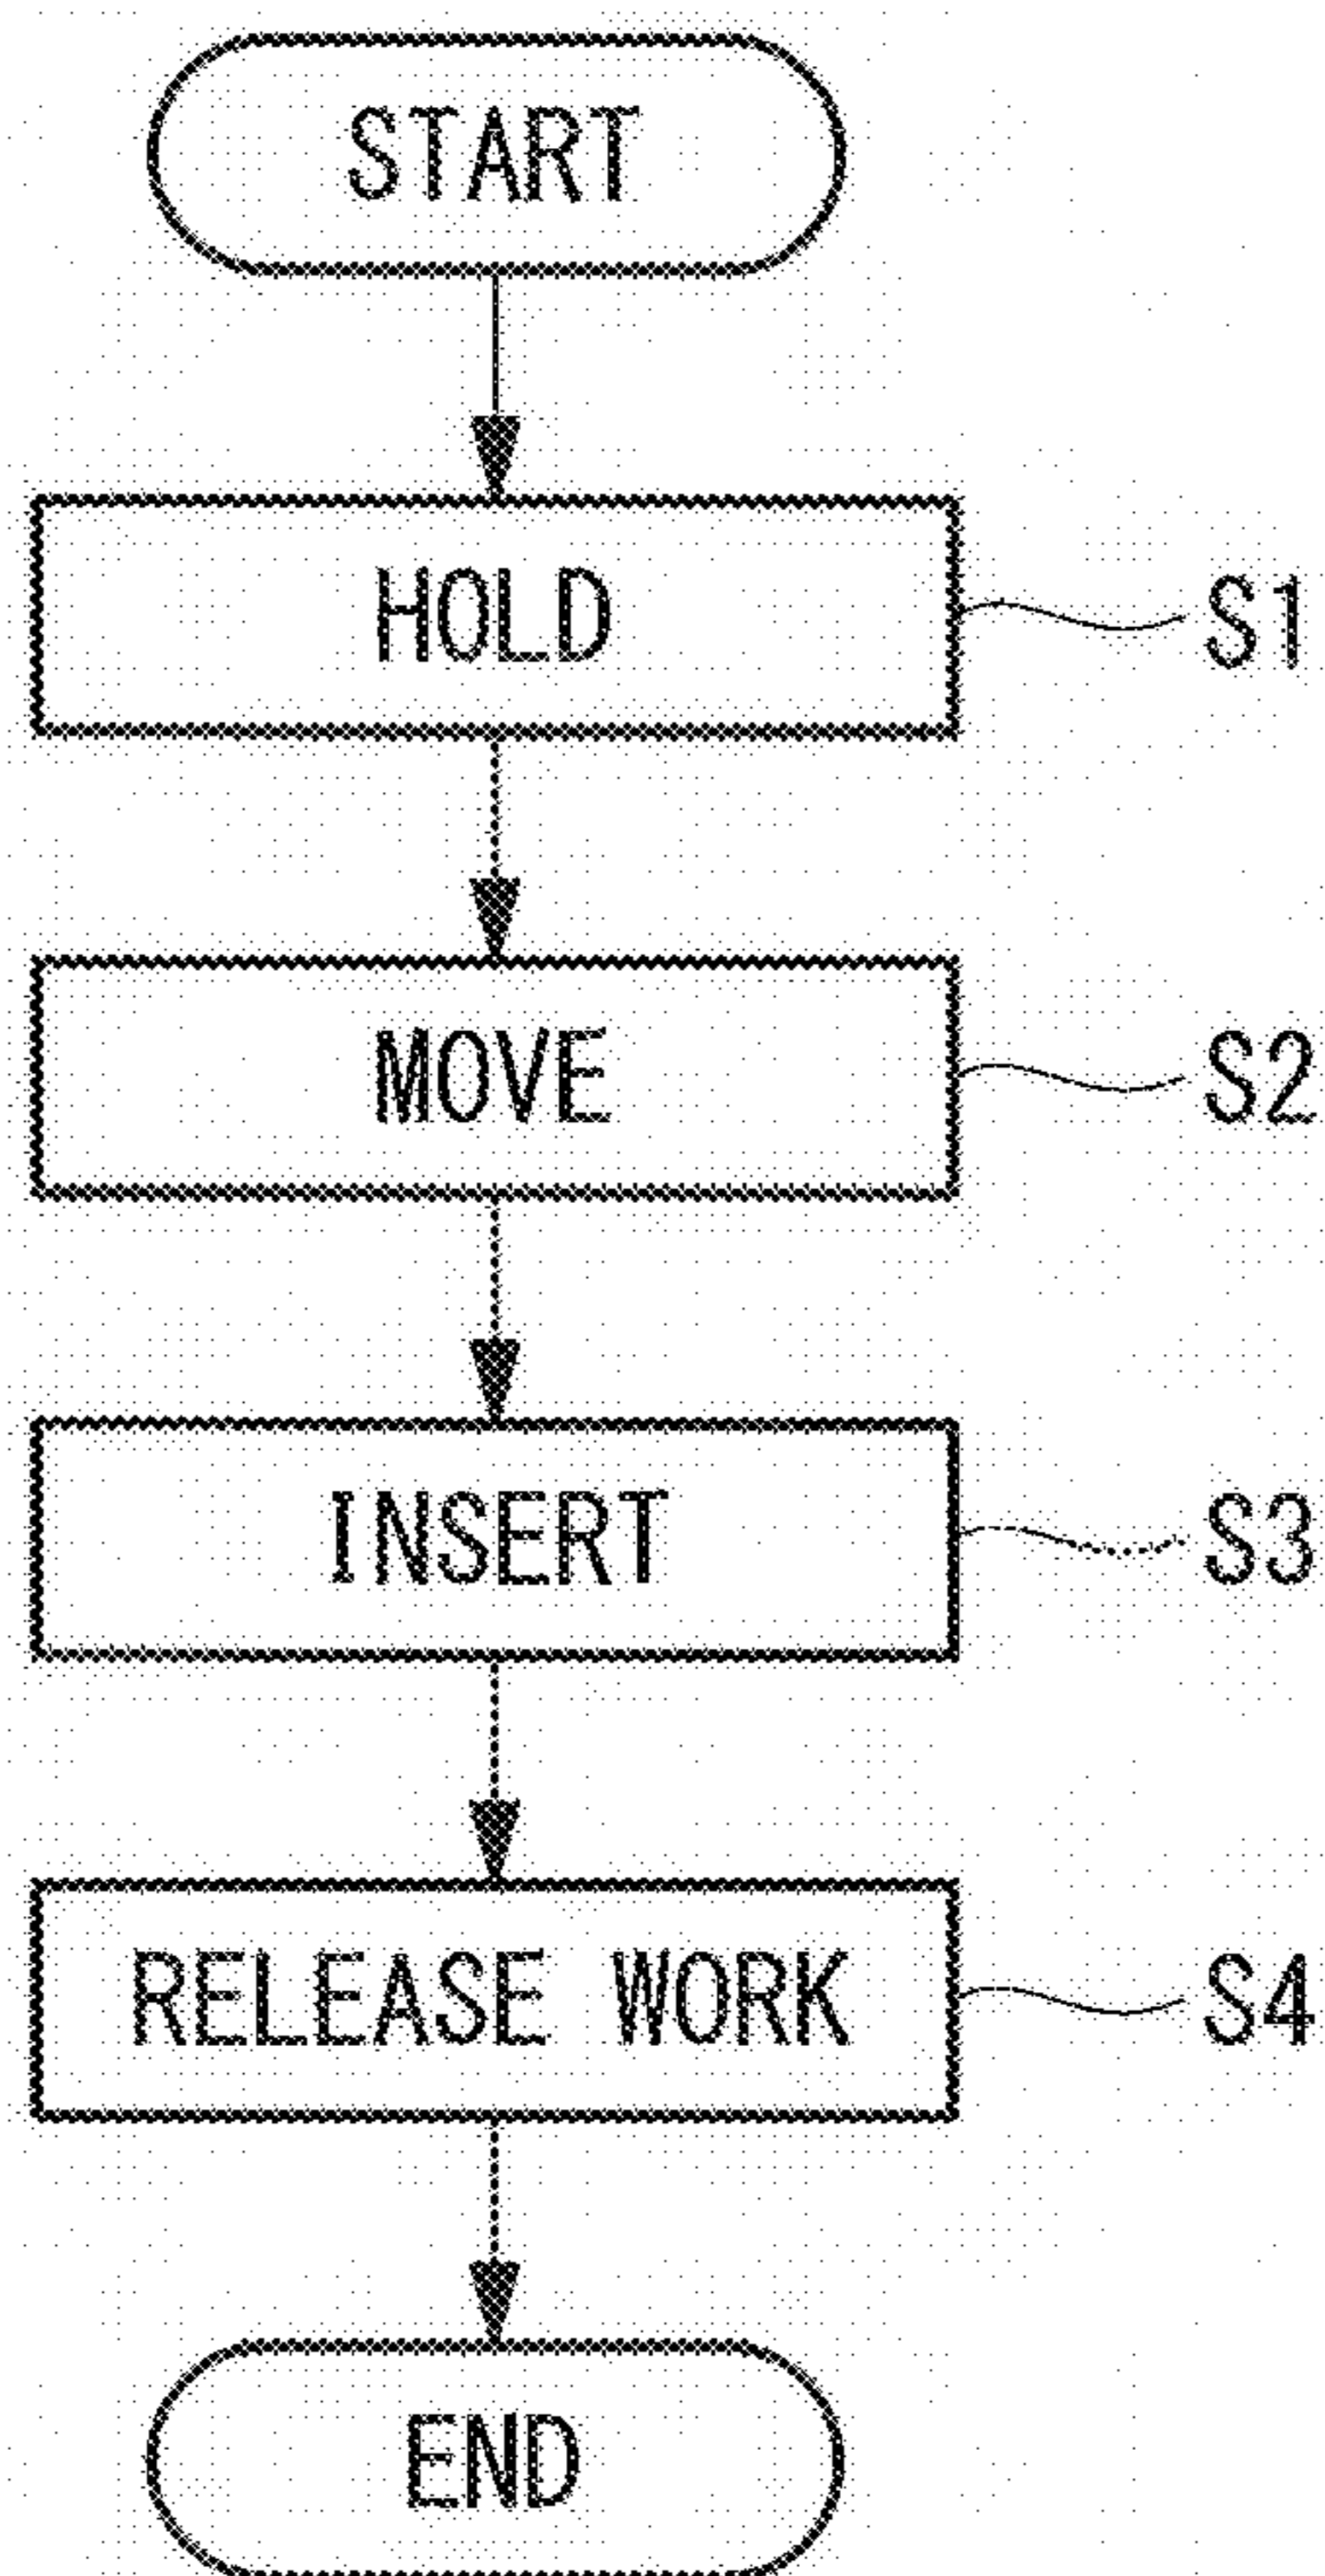 START
HOLD S1
MOVE S2
INSERT S3
RELEASE WORK S4
END